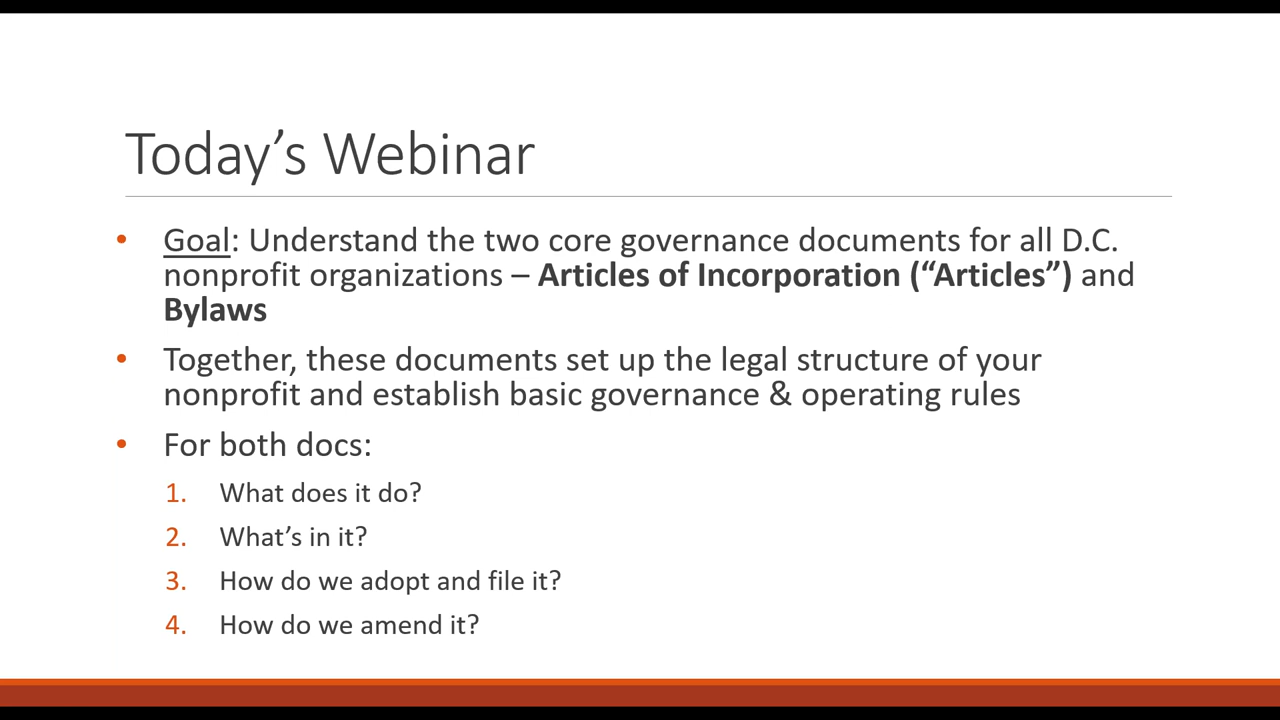 Today’s Webinar
• Goal: Understand the two core governance documents for all D.C.
nonprofit organizations – Articles of Incorporation (“Articles”) and
Bylaws
• Together, these documents set up the legal structure of your
nonprofit and establish basic governance & operating rules
• For both docs:
1. What does it do?
2. What’s in it?
3. How do we adopt and file it?
4. How do we amend it?